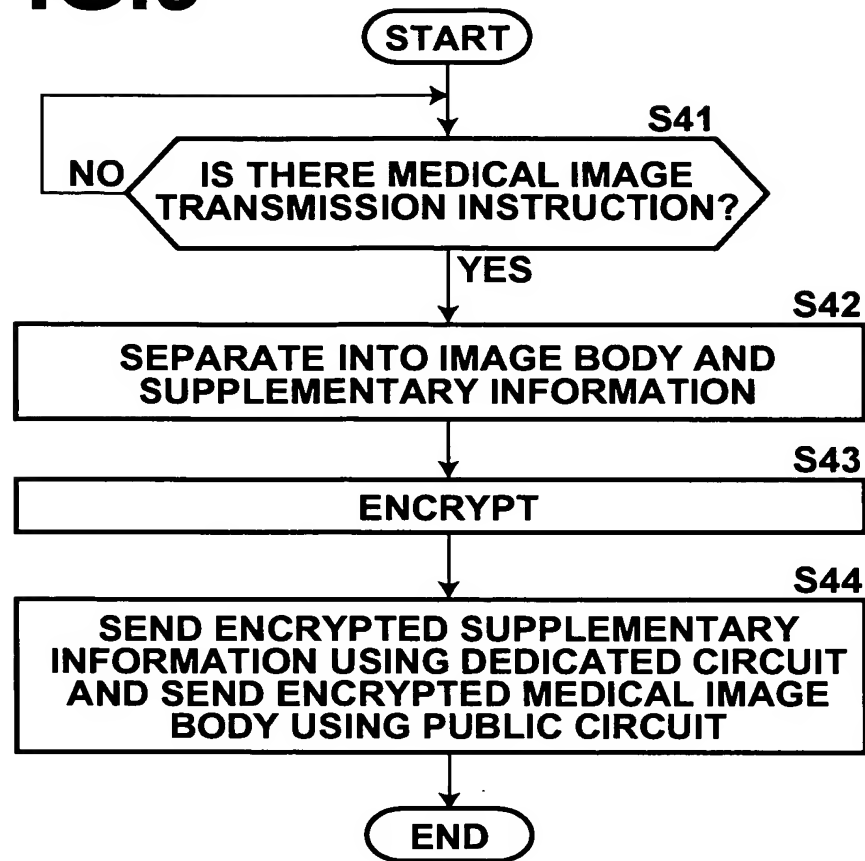 START
S41
NO
IS THERE MEDICAL IMAGE
TRANSMISSION INSTRUCTION?
YES
S42
SEPARATE INTO IMAGE BODY AND
SUPPLEMENTARY INFORMATION
S43
ENCRYPT
S44
SEND ENCRYPTED SUPPLEMENTARY
INFORMATION USING DEDICATED CIRCUIT
AND SEND ENCRYPTED MEDICAL IMAGE
BODY USING PUBLIC CIRCUIT
END